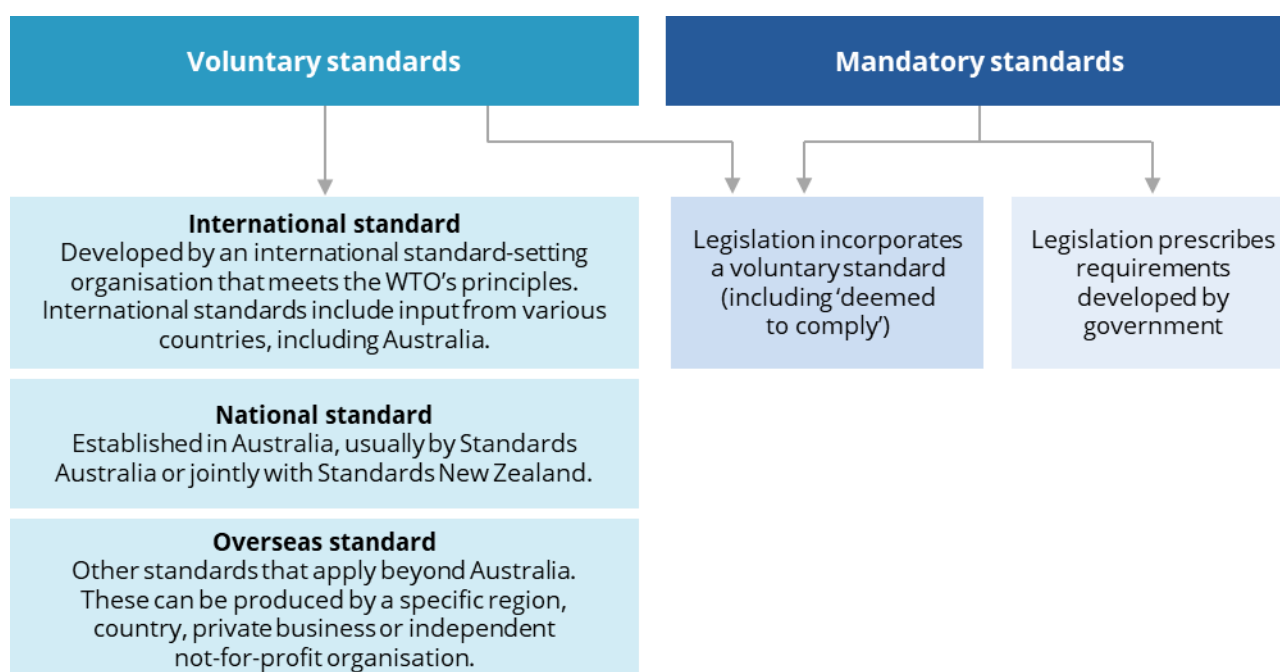 Voluntary standards
Mandatory standards
International standard
Developed by an international standard-setting
organisation that meets the WTO's principles.
International standards include input from various
countries, including Australia.
National standard
Established in Australia, usually by Standards
Australia or jointly with Standards New Zealand.
Overseas standard
Other standards that apply beyond Australia.
These can be produced by a specific region,
country, private business or independent
not-for-profit organisation.
Legislation incorporates
a voluntary standard
(including ‘deemed
to comply’)
Legislation prescribes
requirements
developed by
government